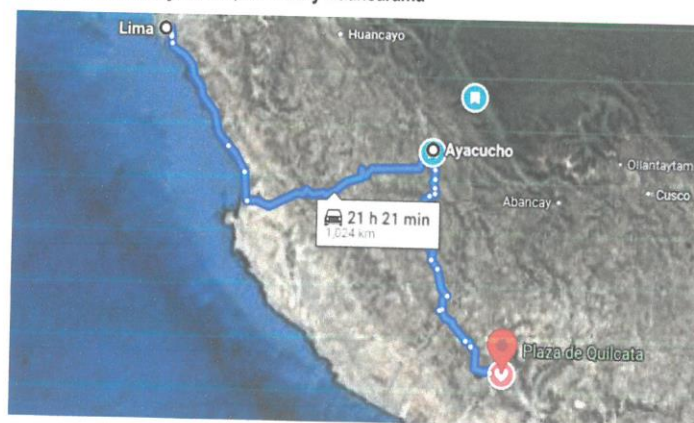 Lima
Huancayo
Ayacucho
Ollantaytam
Abancay
Cusco
21 h 21 min
1,024 km
Plaza de Quilcata